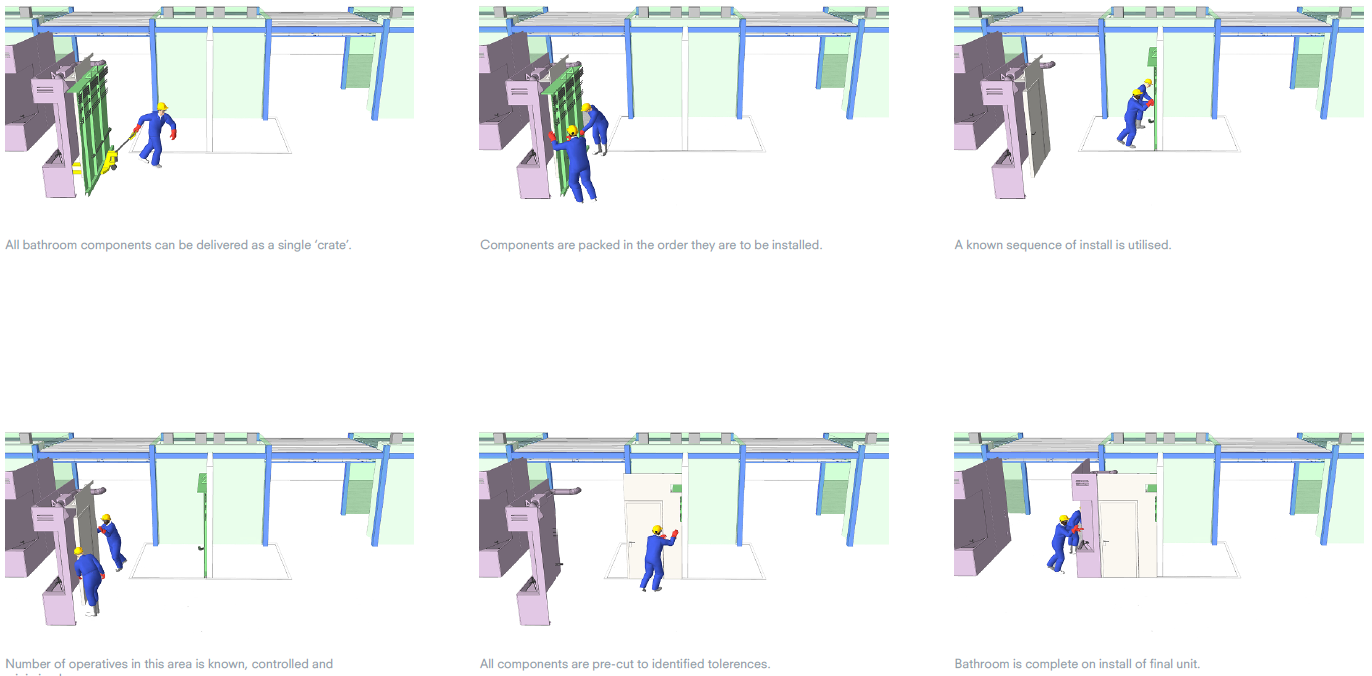 All bathroom components can be delivered as a single ‘crate’.
Components are packed in the order they are to be installed.
A known sequence of install is utilised.
Number of operatives in this area is known, controlled and
All components are pre-cut to identified tolerences.
Bathroom is complete on install of final unit.